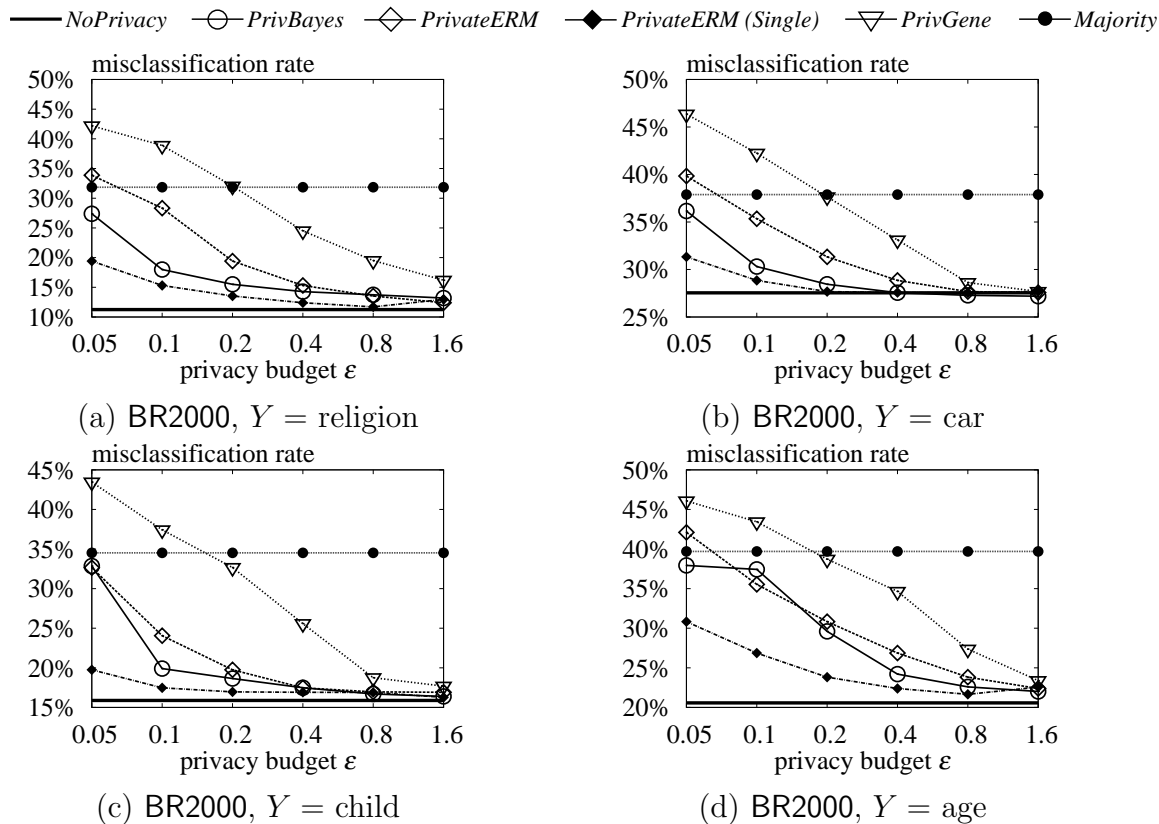 NoPrivacy PrivBayes PrivateERM PrivateERM (Single) PrivGene Majority
misclassification rate
50%
45%
40%
35%
30%
25%
20%
15%
10%
0.05 0.1 0.2 0.4 0.8 1.6
privacy budget ε
(a) BR2000, Y = religion
misclassification rate
50%
45%
40%
35%
30%
25%
0.05 0.1 0.2 0.4 0.8 1.6
privacy budget ε
(b) BR2000, Y = car
misclassification rate
45%
40%
35%
30%
25%
20%
15%
0.05 0.1 0.2 0.4 0.8 1.6
privacy budget ε
(c) BR2000, Y = child
misclassification rate
50%
45%
40%
35%
30%
25%
20%
0.05 0.1 0.2 0.4 0.8 1.6
privacy budget ε
(d) BR2000, Y = age